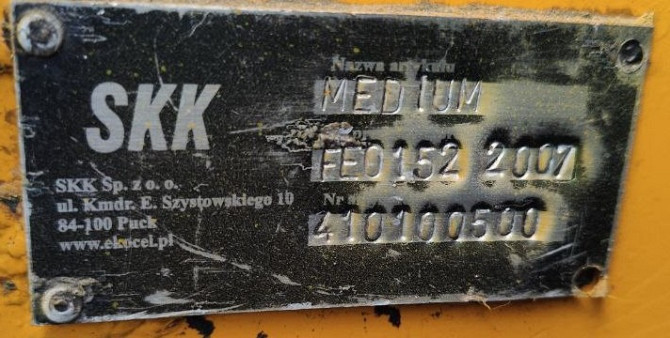 SKK
SKK Sp. z o. o.
ul. Kmdr. E. Szystowskiego 10
84-100 Puck
www.ekocel.pl
Nazwa artykułu
MEDIUM
FE0152 2007
Nr
410100500